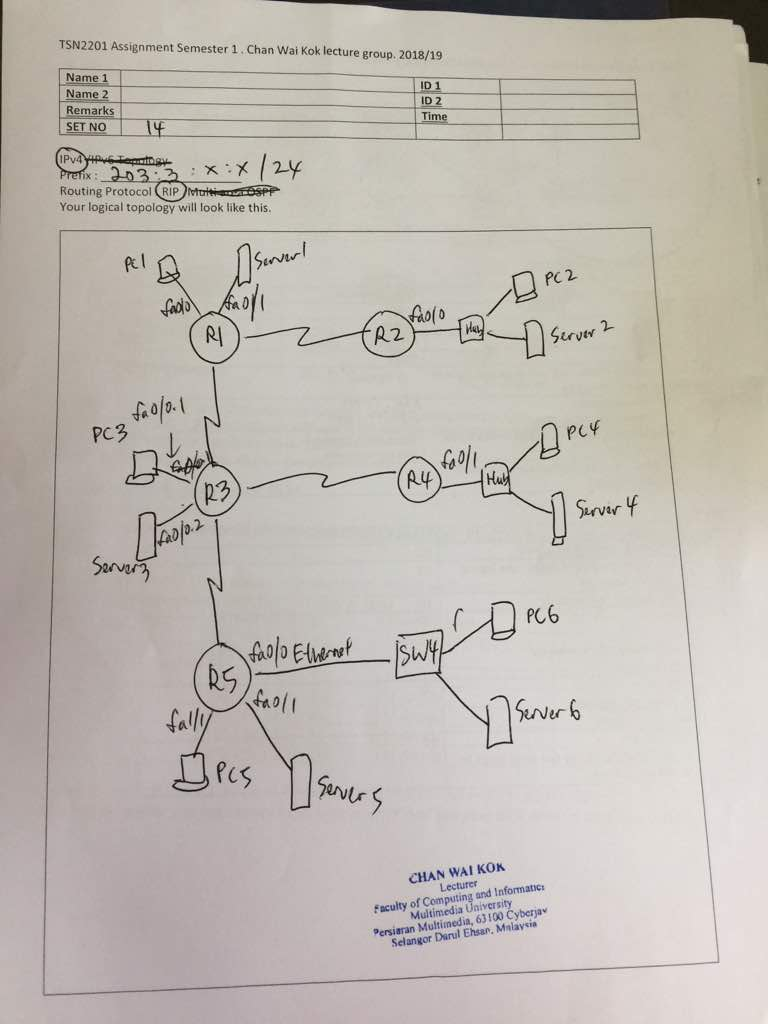 TSN2201 Assignment Semester 1 . Chan Wai Kok lecture group. 2018/19
Name 1 ID 1
Name 2 ID 2
Remarks Time
SET NO 14
IPv4/IPv6 Topology
Prefix : 203:3:x:x/24
Routing Protocol RIP Multi area OSPF
Your logical topology will look like this.
PC1 Server1
fa0/0 fa0/1
R1 R2 fa0/0 Hub PC2
Server 2
fa0/0.1
PC3
R3 R4 fa0/1 Hub PC4
fa0/0.2
Server3
Server 4
R5 fa0/0 Ethernet SW4 PC6
fa0/1
fa1/1
Server 6
PC5 Server 5
CHAN WAI KOK
Lecturer
Faculty of Computing and Informatics
Multimedia University
Persiaran Multimedia, 63100 Cyberjay
Selangor Darul Ehsan, Malaysia